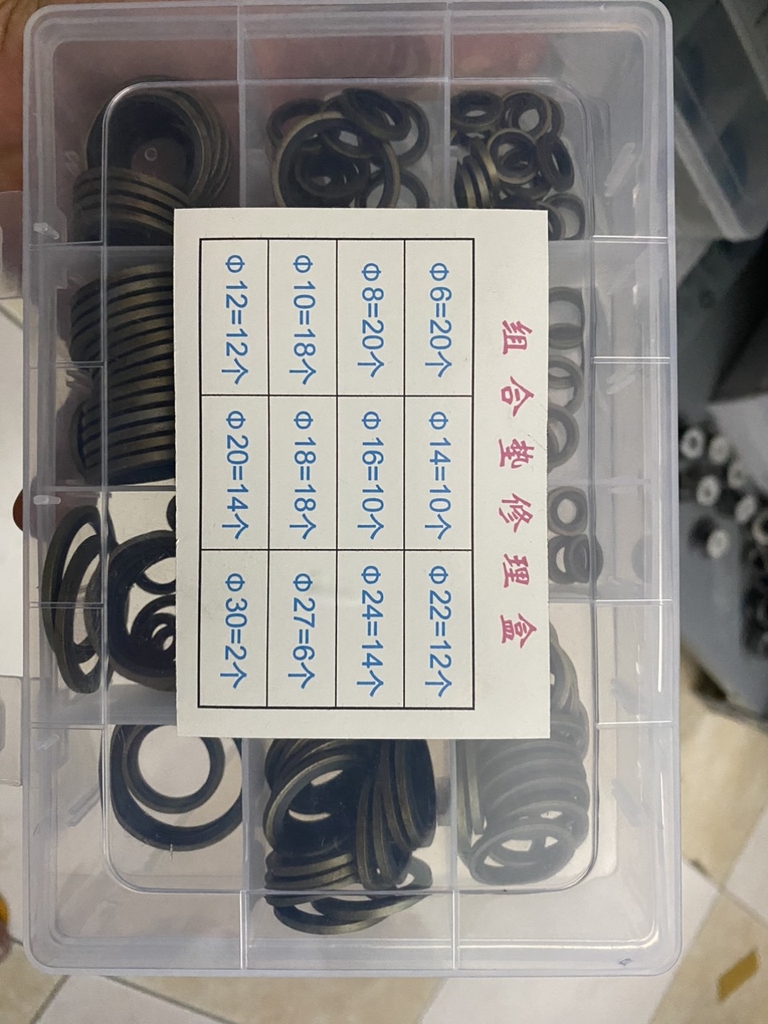 组合垫修理盒
Φ6=20个 Φ14=10个 Φ22=12个
Φ8=20个 Φ16=10个 Φ24=14个
Φ10=18个 Φ18=18个 Φ27=6个
Φ12=12个 Φ20=14个 Φ30=2个